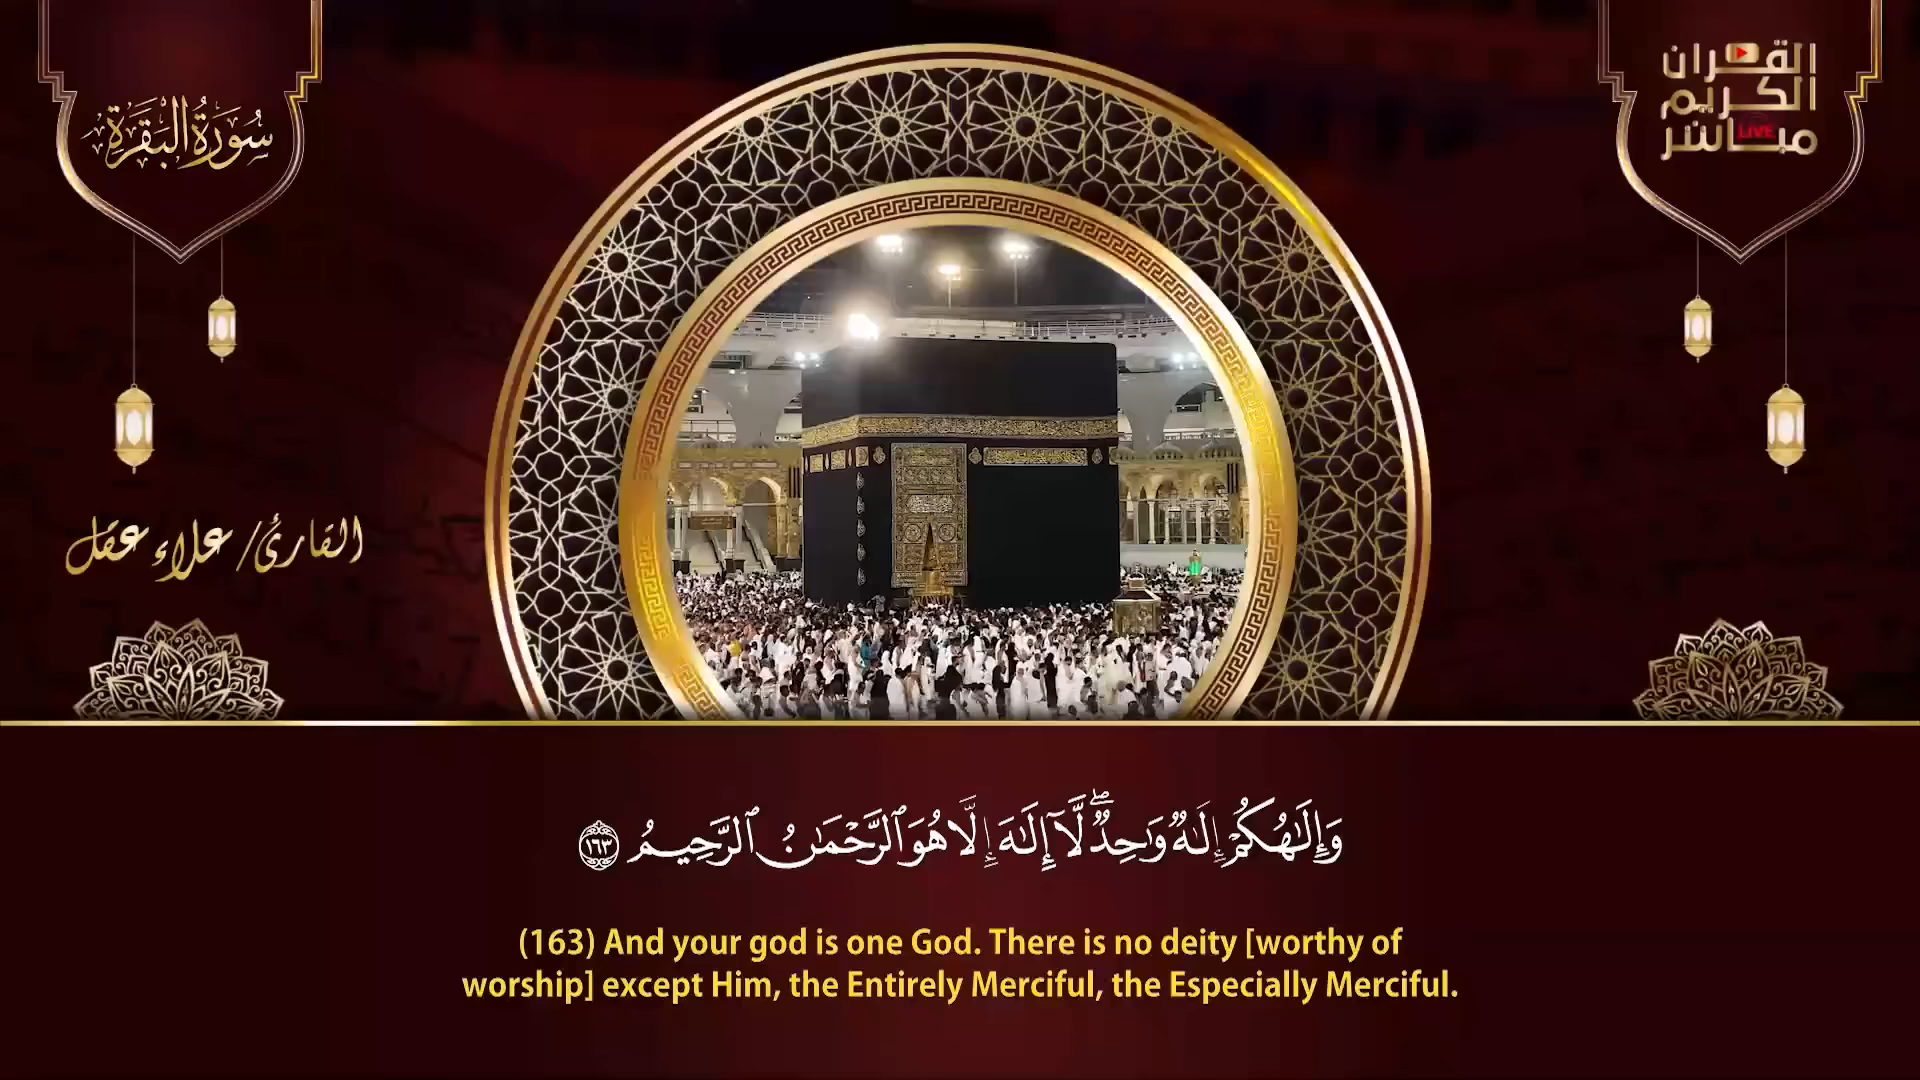 سُورَةُ البَقَرَةِ
القرآن
الكريم
مباشر
LIVE
القارئ/ علاء عقل
وَإِلَٰهُكُمْ إِلَٰهٌ وَٰحِدٌ ۖ لَّآ إِلَٰهَ إِلَّا هُوَ ٱلرَّحْمَٰنُ ٱلرَّحِيمُ ١٦٣
(163) And your god is one God. There is no deity [worthy of
worship] except Him, the Entirely Merciful, the Especially Merciful.